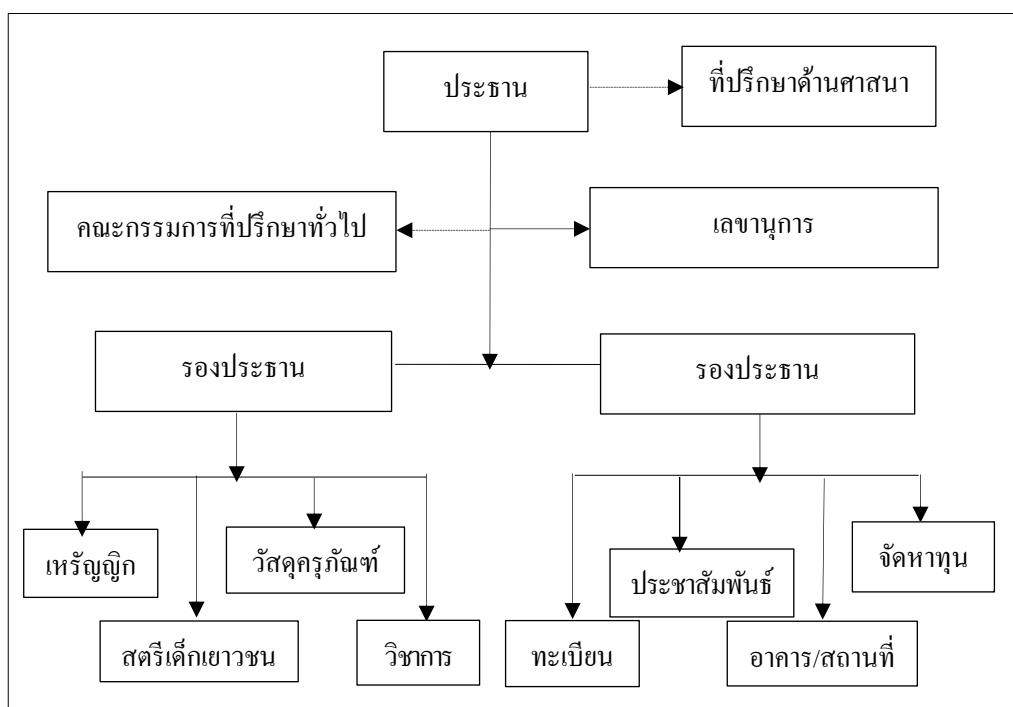 ประธาน
ที่ปรึกษาด้านศาสนา
คณะกรรมการที่ปรึกษาทั่วไป
เลขานุการ
รองประธาน
รองประธาน
เหรัญญิก
วัสดุครุภัณฑ์
ประชาสัมพันธ์
จัดหาทุน
สตรีเด็กเยาวชน
วิชาการ
ทะเบียน
อาคาร/สถานที่